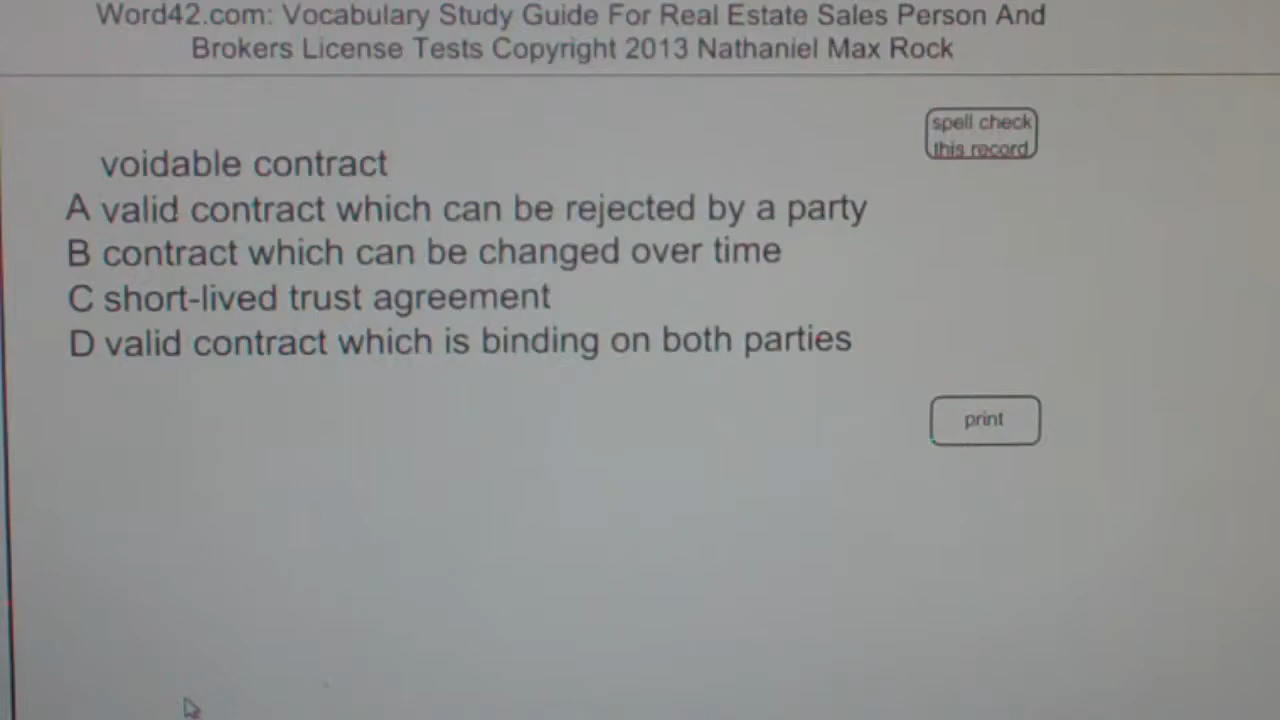 Word42.com: Vocabulary Study Guide For Real Estate Sales Person And
Brokers License Tests Copyright 2013 Nathaniel Max Rock
spell check
this record
voidable contract
A valid contract which can be rejected by a party
B contract which can be changed over time
C short-lived trust agreement
D valid contract which is binding on both parties
print